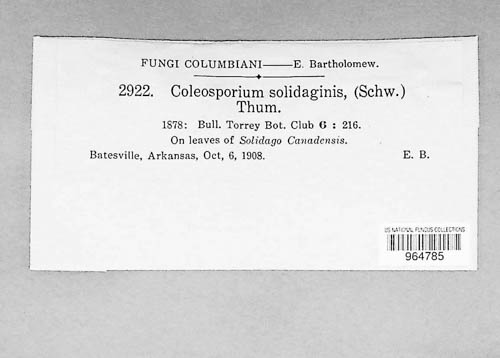 FUNGI COLUMBIANI——E. Bartholomew.
2922. Coleosporium solidaginis, (Schw.)
Thum.
1878: Bull. Torrey Bot. Club 6 : 216.
On leaves of Solidago Canadensis.
Batesville, Arkansas, Oct, 6, 1908. E. B.
US NATIONAL FUNGUS COLLECTIONS
964785